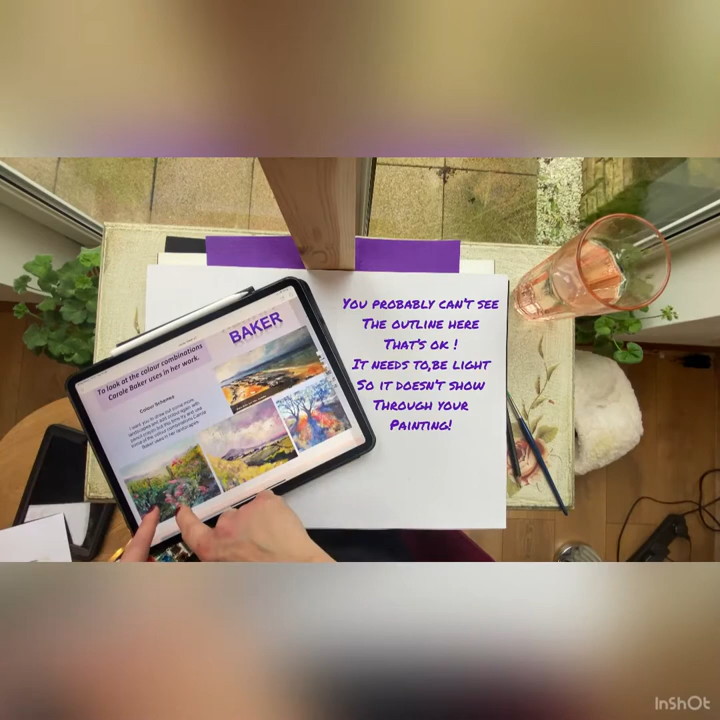 BAKER
To look at the colour combinations
Carole Baker uses in her work.
Colour Schemes
You probably can't see
The outline here
That's ok !
It needs to,be light
So it doesn't show
Through your
Painting!
InShOt